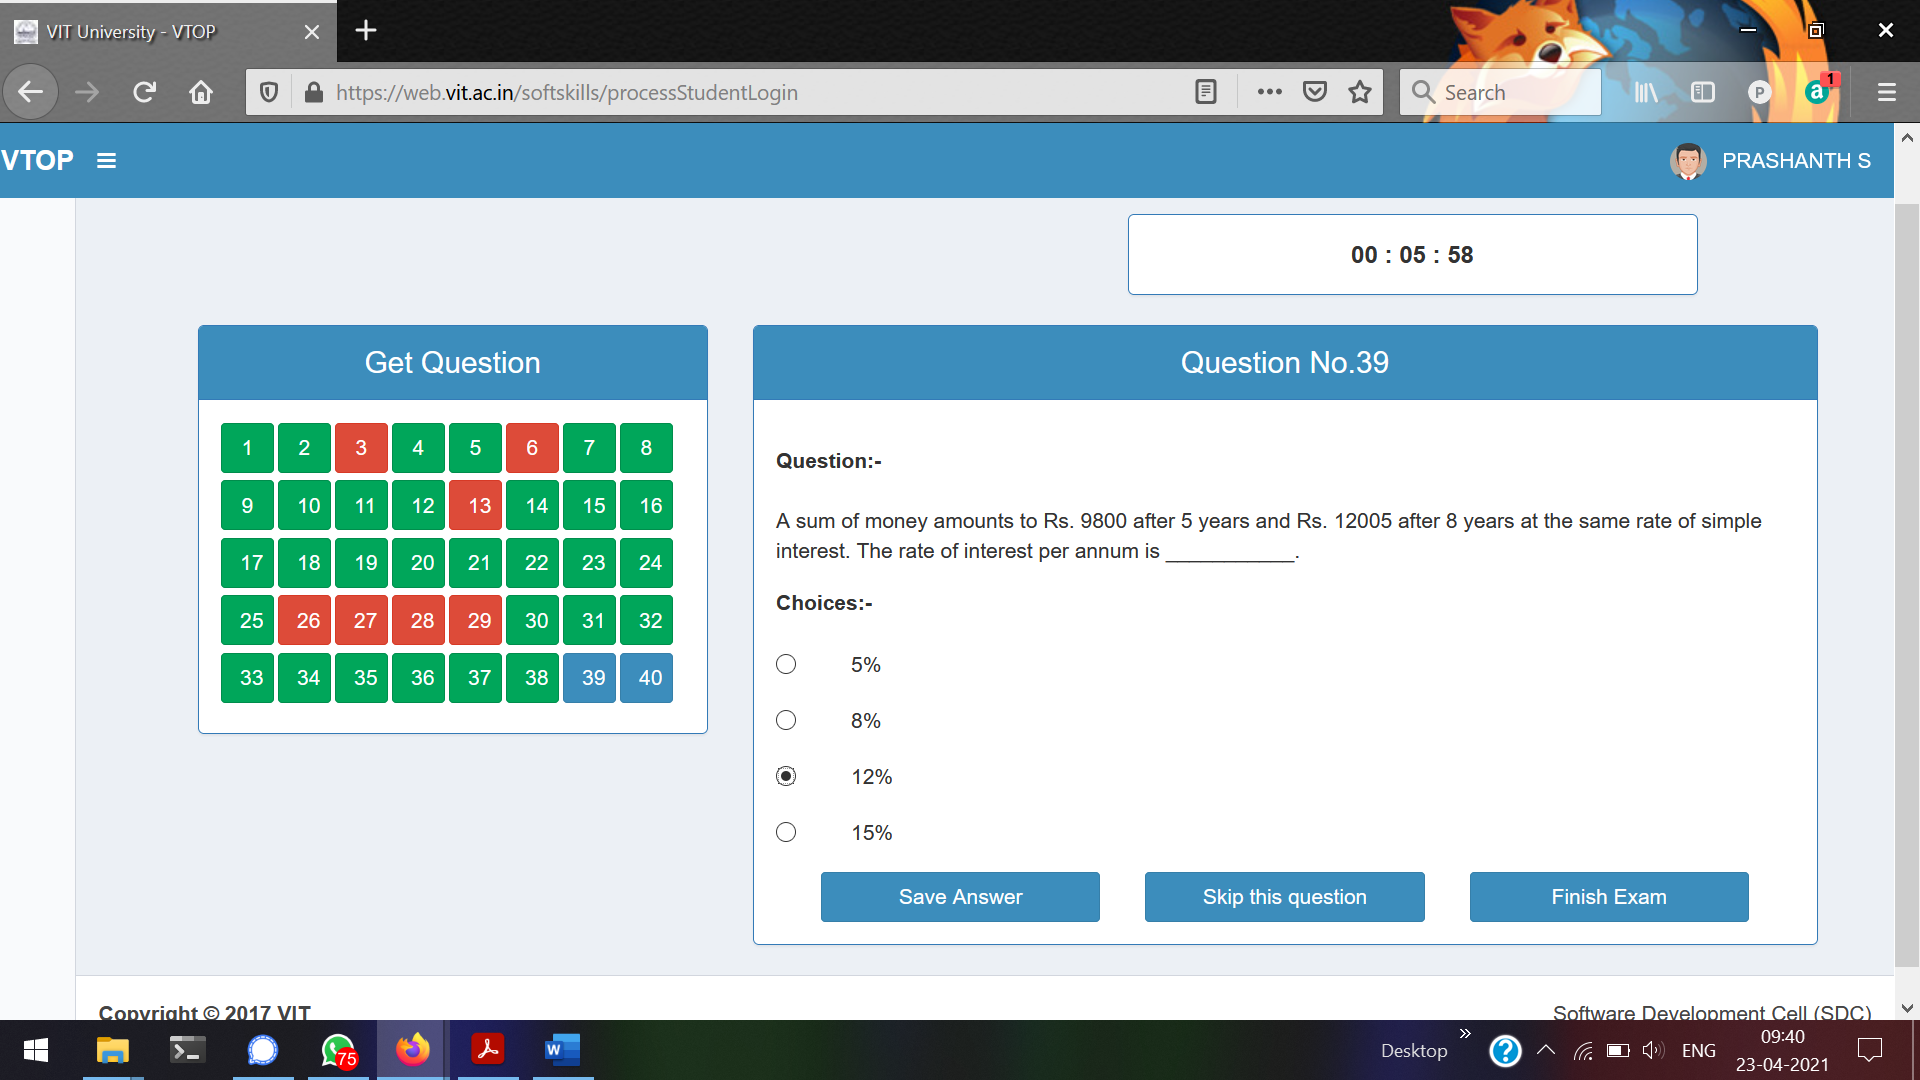 VIT University - VTOP
https://web.vit.ac.in/softskills/processStudentLogin
Search
P
a
1
VTOP
PRASHANTH S
00 : 05 : 58
Get Question
1 2 3 4 5 6 7 8
9 10 11 12 13 14 15 16
17 18 19 20 21 22 23 24
25 26 27 28 29 30 31 32
33 34 35 36 37 38 39 40
Question No.39
Question:-
A sum of money amounts to Rs. 9800 after 5 years and Rs. 12005 after 8 years at the same rate of simple
interest. The rate of interest per annum is ___________.
Choices:-
5%
8%
12%
15%
Save Answer
Skip this question
Finish Exam
Copyright © 2017 VIT
Software Development Cell (SDC)
75
W
Desktop
ENG
09:40
23-04-2021